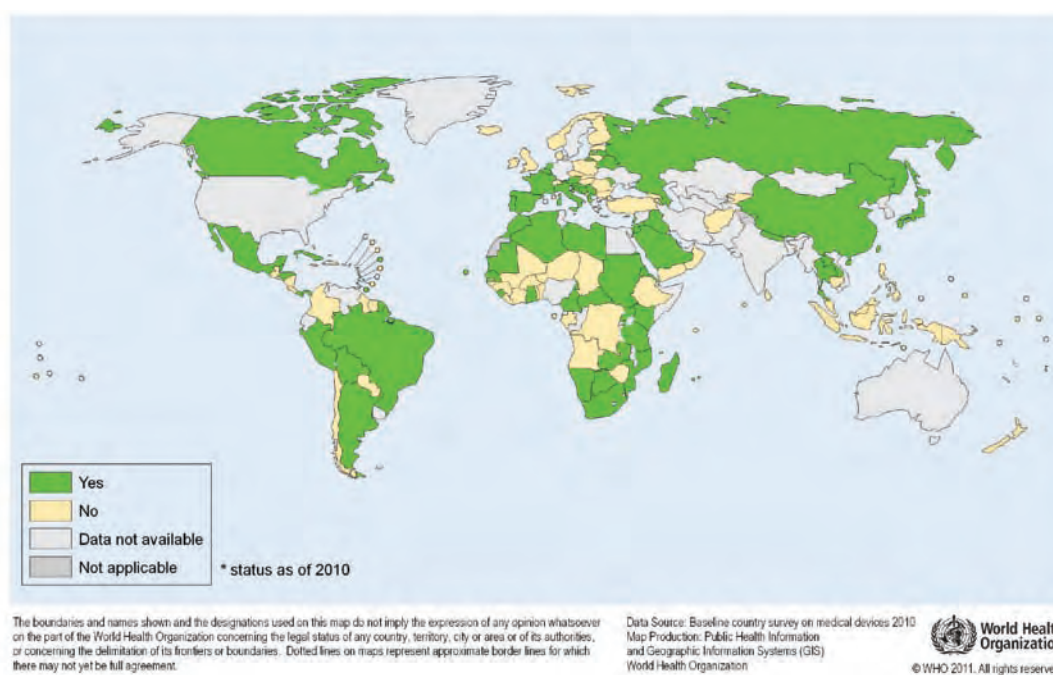 Yes
No
Data not available
Not applicable
* status as of 2010
The boundaries and names shown and the designations used on this map do not imply the expression of any opinion whatsoever
on the part of the World Health Organization concerning the legal status of any country, territory, city or area or of its authorities,
or concerning the delimitation of its frontiers or boundaries. Dotted lines on maps represent approximate border lines for which
there may not yet be full agreement.
Data Source: Baseline country survey on medical devices 2010
Map Production: Public Health Information
and Geographic Information Systems (GIS)
World Health Organization
World Healt
Organization
© WHO 2011. All rights reserve